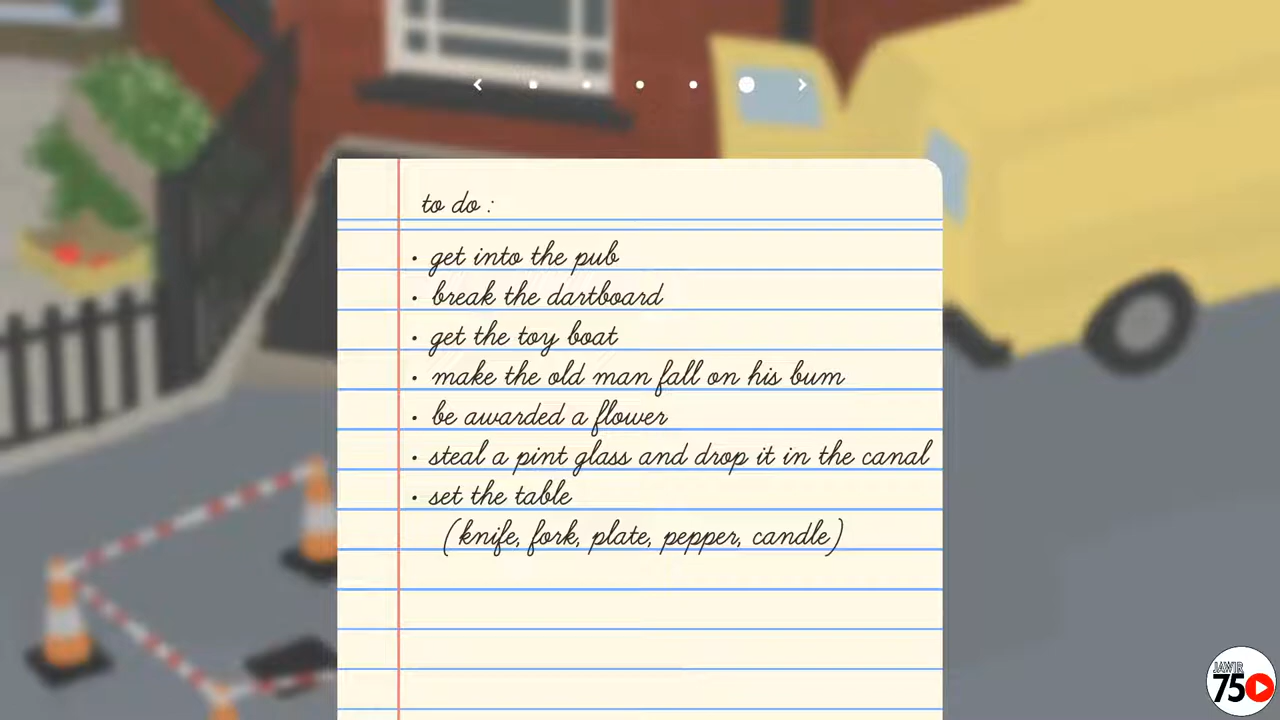 to do :
• get into the pub
• break the dartboard
• get the toy boat
• make the old man fall on his bum
• be awarded a flower
• steal a pint glass and drop it in the canal
• set the table
(knife, fork, plate, pepper, candle)
JAWIR
75